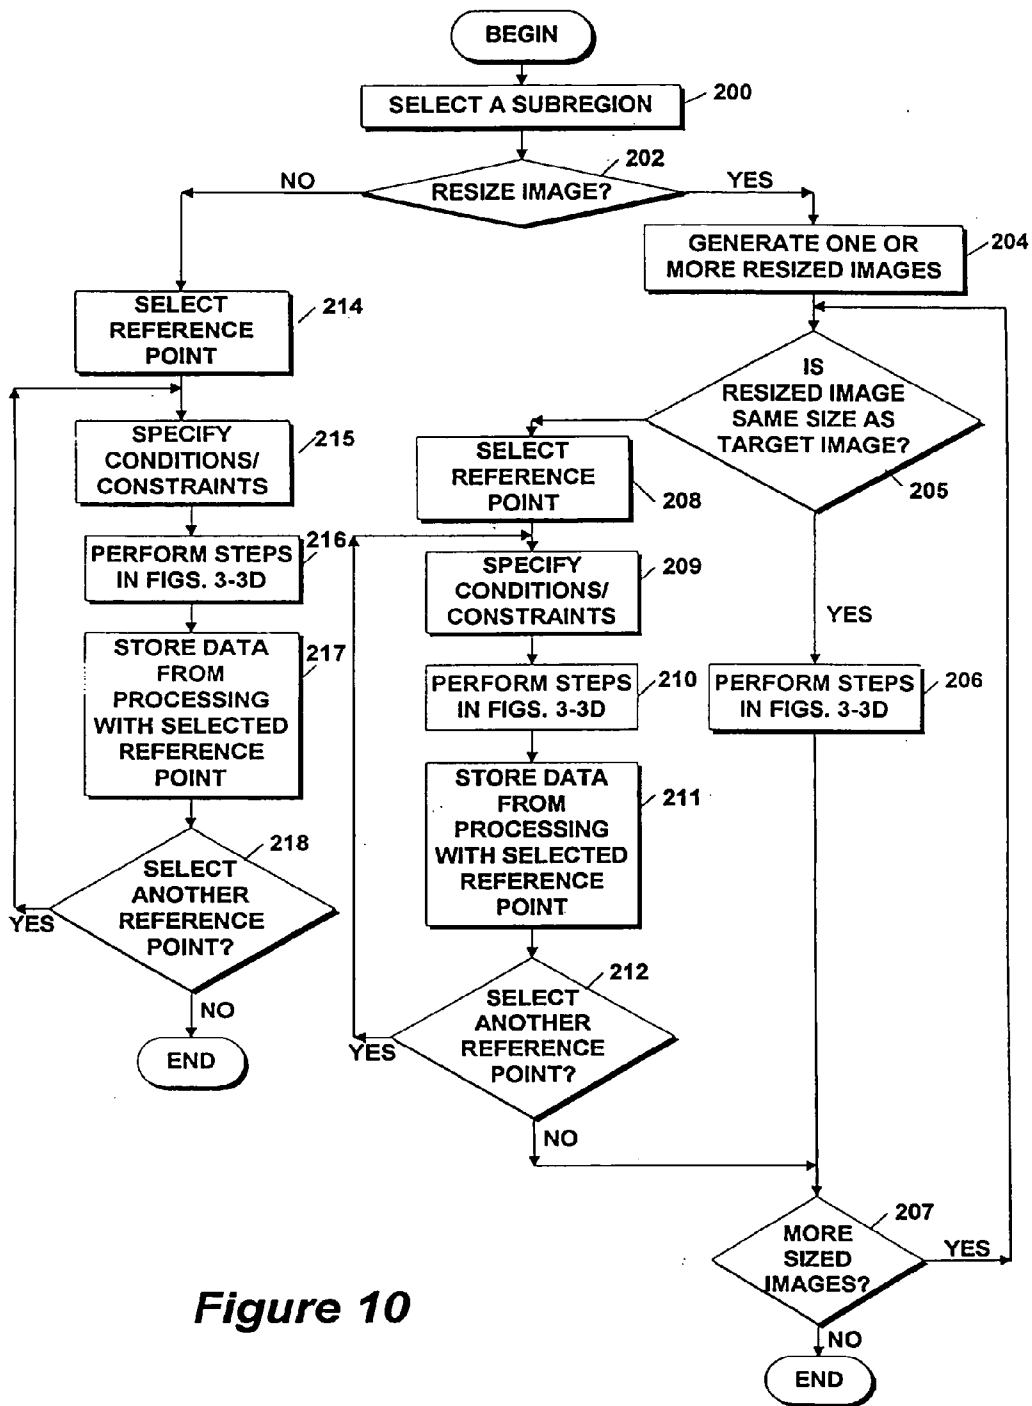 BEGIN
SELECT A SUBREGION
200
202
RESIZE IMAGE?
NO
YES
GENERATE ONE OR
MORE RESIZED IMAGES
204
SELECT
REFERENCE
POINT
214
SPECIFY
CONDITIONS/
CONSTRAINTS
215
PERFORM STEPS
IN FIGS. 3-3D
216
STORE DATA
FROM
PROCESSING
WITH SELECTED
REFERENCE
POINT
217
218
SELECT
ANOTHER
REFERENCE
POINT?
YES
NO
END
IS
RESIZED IMAGE
SAME SIZE AS
TARGET IMAGE?
205
SELECT
REFERENCE
POINT
208
SPECIFY
CONDITIONS/
CONSTRAINTS
209
PERFORM STEPS
IN FIGS. 3-3D
210
STORE DATA
FROM
PROCESSING
WITH SELECTED
REFERENCE
POINT
211
212
SELECT
ANOTHER
REFERENCE
POINT?
YES
NO
YES
PERFORM STEPS
IN FIGS. 3-3D
206
207
MORE
SIZED
IMAGES?
YES
NO
END
Figure 10